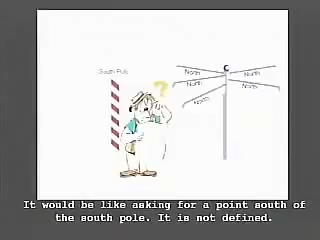 South Pole
North North
North North
North
It would be like asking for a point south of
the south pole. It is not defined.